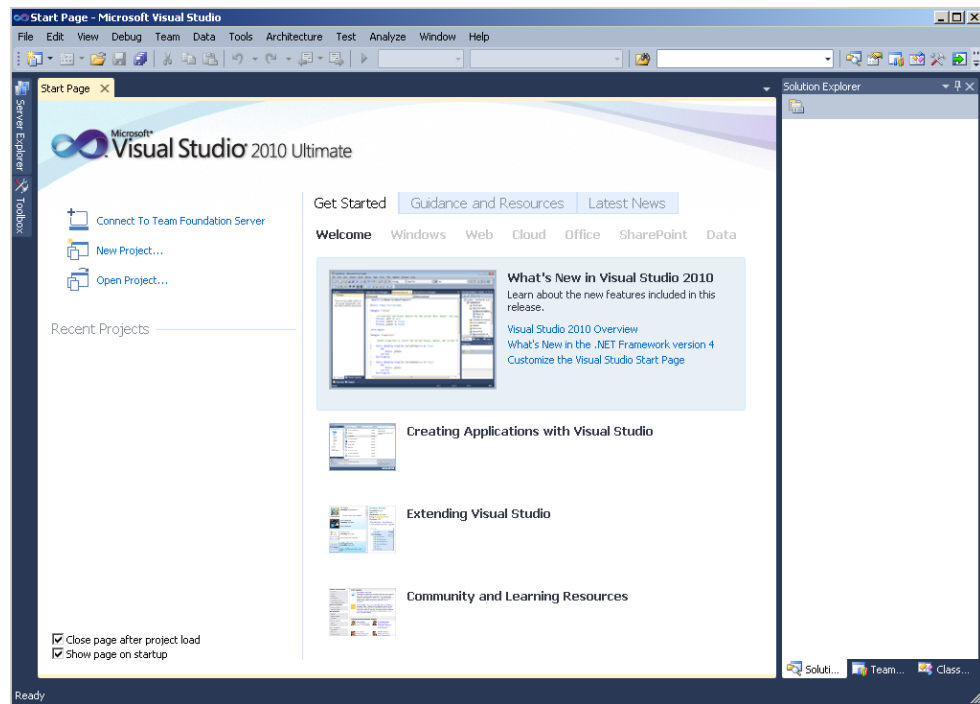 Start Page - Microsoft Visual Studio
File Edit View Debug Team Data Tools Architecture Test Analyze Window Help
Server Explorer
Toolbox
Start Page
Microsoft®
Visual Studio® 2010 Ultimate
Connect To Team Foundation Server
New Project...
Open Project...
Recent Projects
Close page after project load
Show page on startup
Get Started Guidance and Resources Latest News
Welcome Windows Web Cloud Office SharePoint Data
What's New in Visual Studio 2010
Learn about the new features included in this
release.
Visual Studio 2010 Overview
What's New in the .NET Framework version 4
Customize the Visual Studio Start Page
Creating Applications with Visual Studio
Extending Visual Studio
Community and Learning Resources
Solution Explorer
Soluti... Team... Class...
Ready